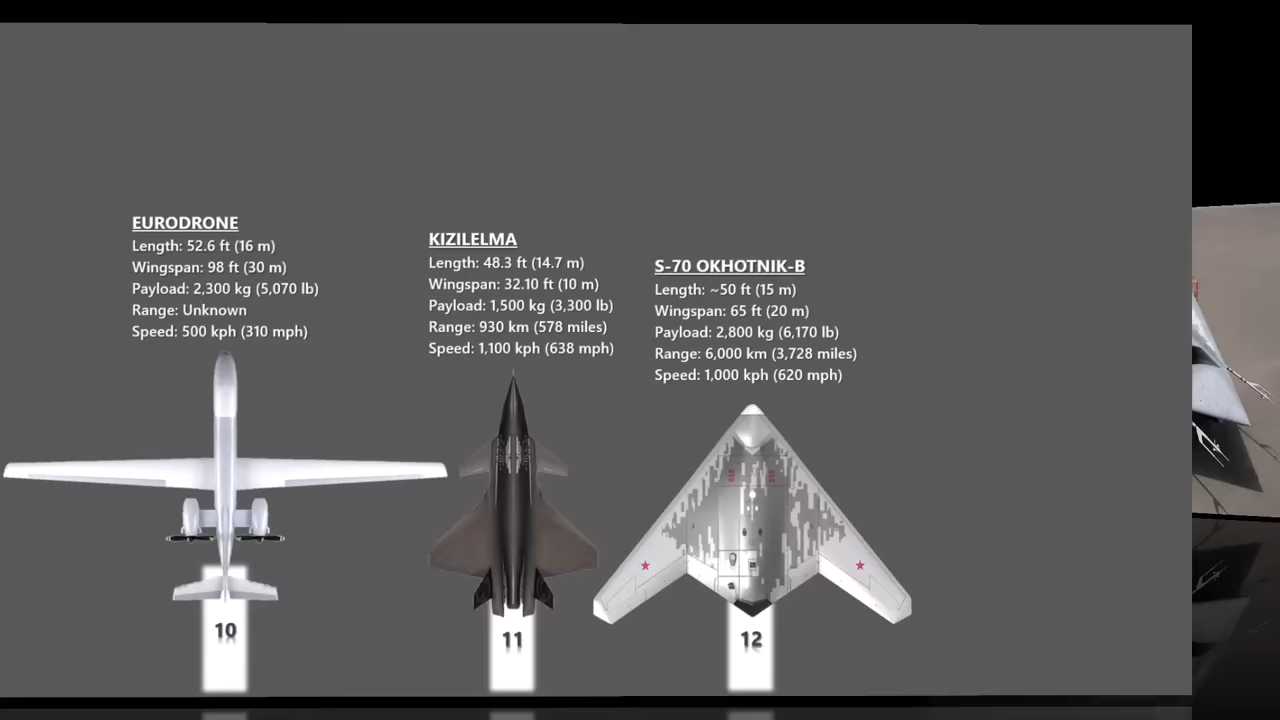 EURODRONE
Length: 52.6 ft (16 m)
Wingspan: 98 ft (30 m)
Payload: 2,300 kg (5,070 lb)
Range: Unknown
Speed: 500 kph (310 mph)
KIZILELMA
Length: 48.3 ft (14.7 m)
Wingspan: 32.10 ft (10 m)
Payload: 1,500 kg (3,300 lb)
Range: 930 km (578 miles)
Speed: 1,100 kph (638 mph)
S-70 OKHOTNIK-B
Length: ~50 ft (15 m)
Wingspan: 65 ft (20 m)
Payload: 2,800 kg (6,170 lb)
Range: 6,000 km (3,728 miles)
Speed: 1,000 kph (620 mph)
10
11
12